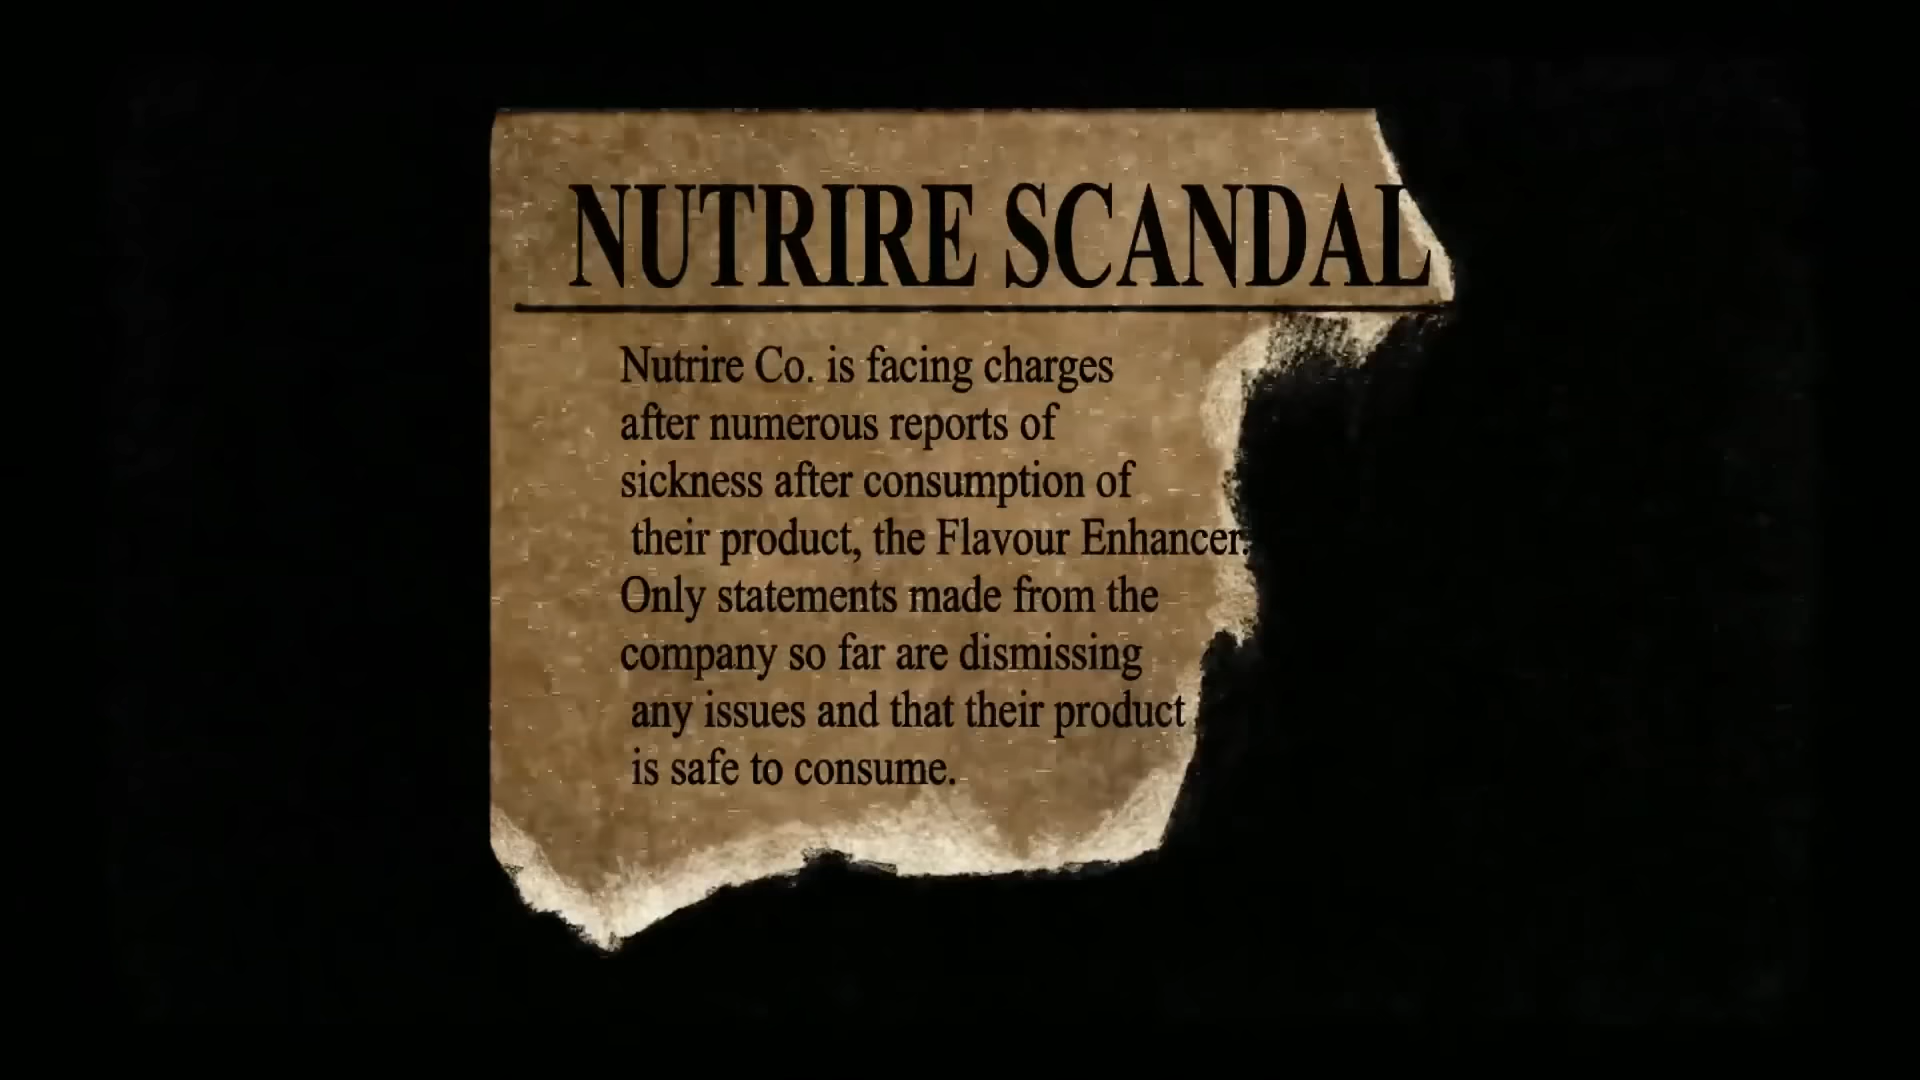 NUTRIRE SCANDAL
Nutrire Co. is facing charges
after numerous reports of
sickness after consumption of
their product, the Flavour Enhancer.
Only statements made from the
company so far are dismissing
any issues and that their product
is safe to consume.